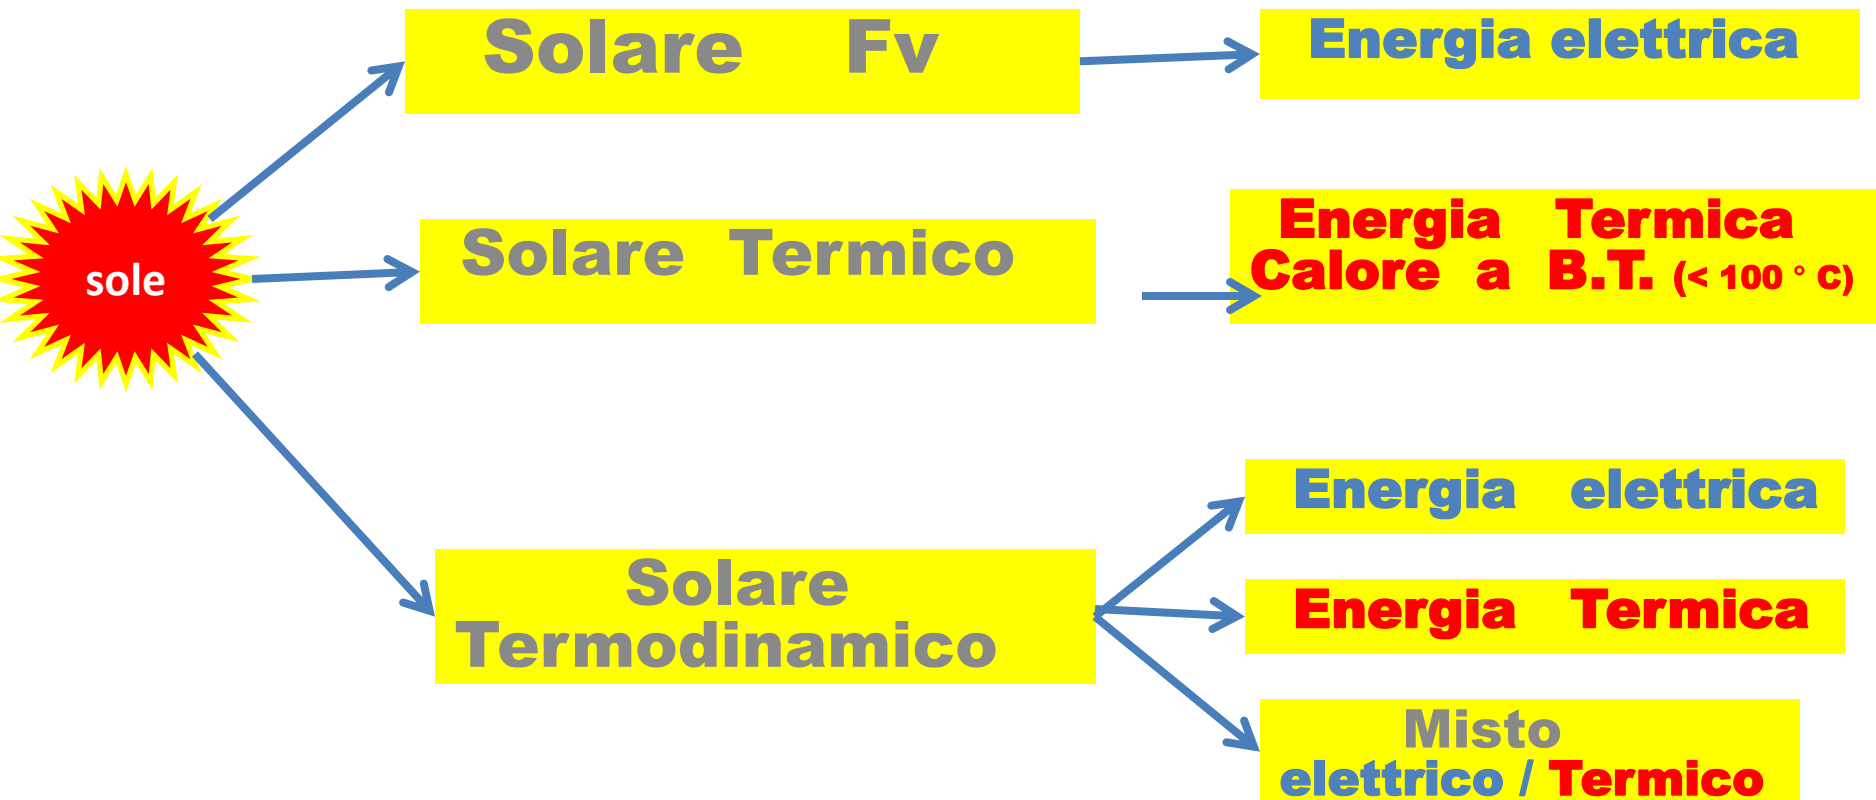 Solare Fv
Energia elettrica
sole
Solare Termico
Energia Termica
Calore a B.T. (< 100 ° C)
Solare
Termodinamico
Energia elettrica
Energia Termica
Misto
elettrico / Termico